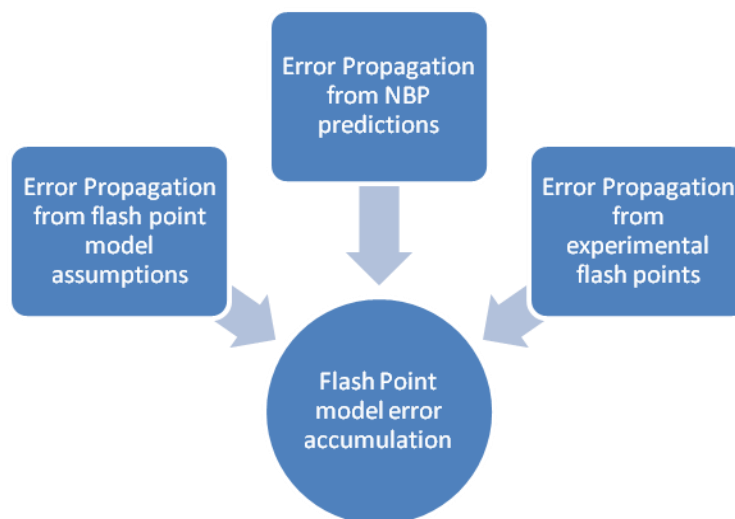 Error Propagation
from NBP
predictions
Error Propagation
from flash point
model
assumptions
Error Propagation
from
experimental
flash points
Flash Point
model error
accumulation